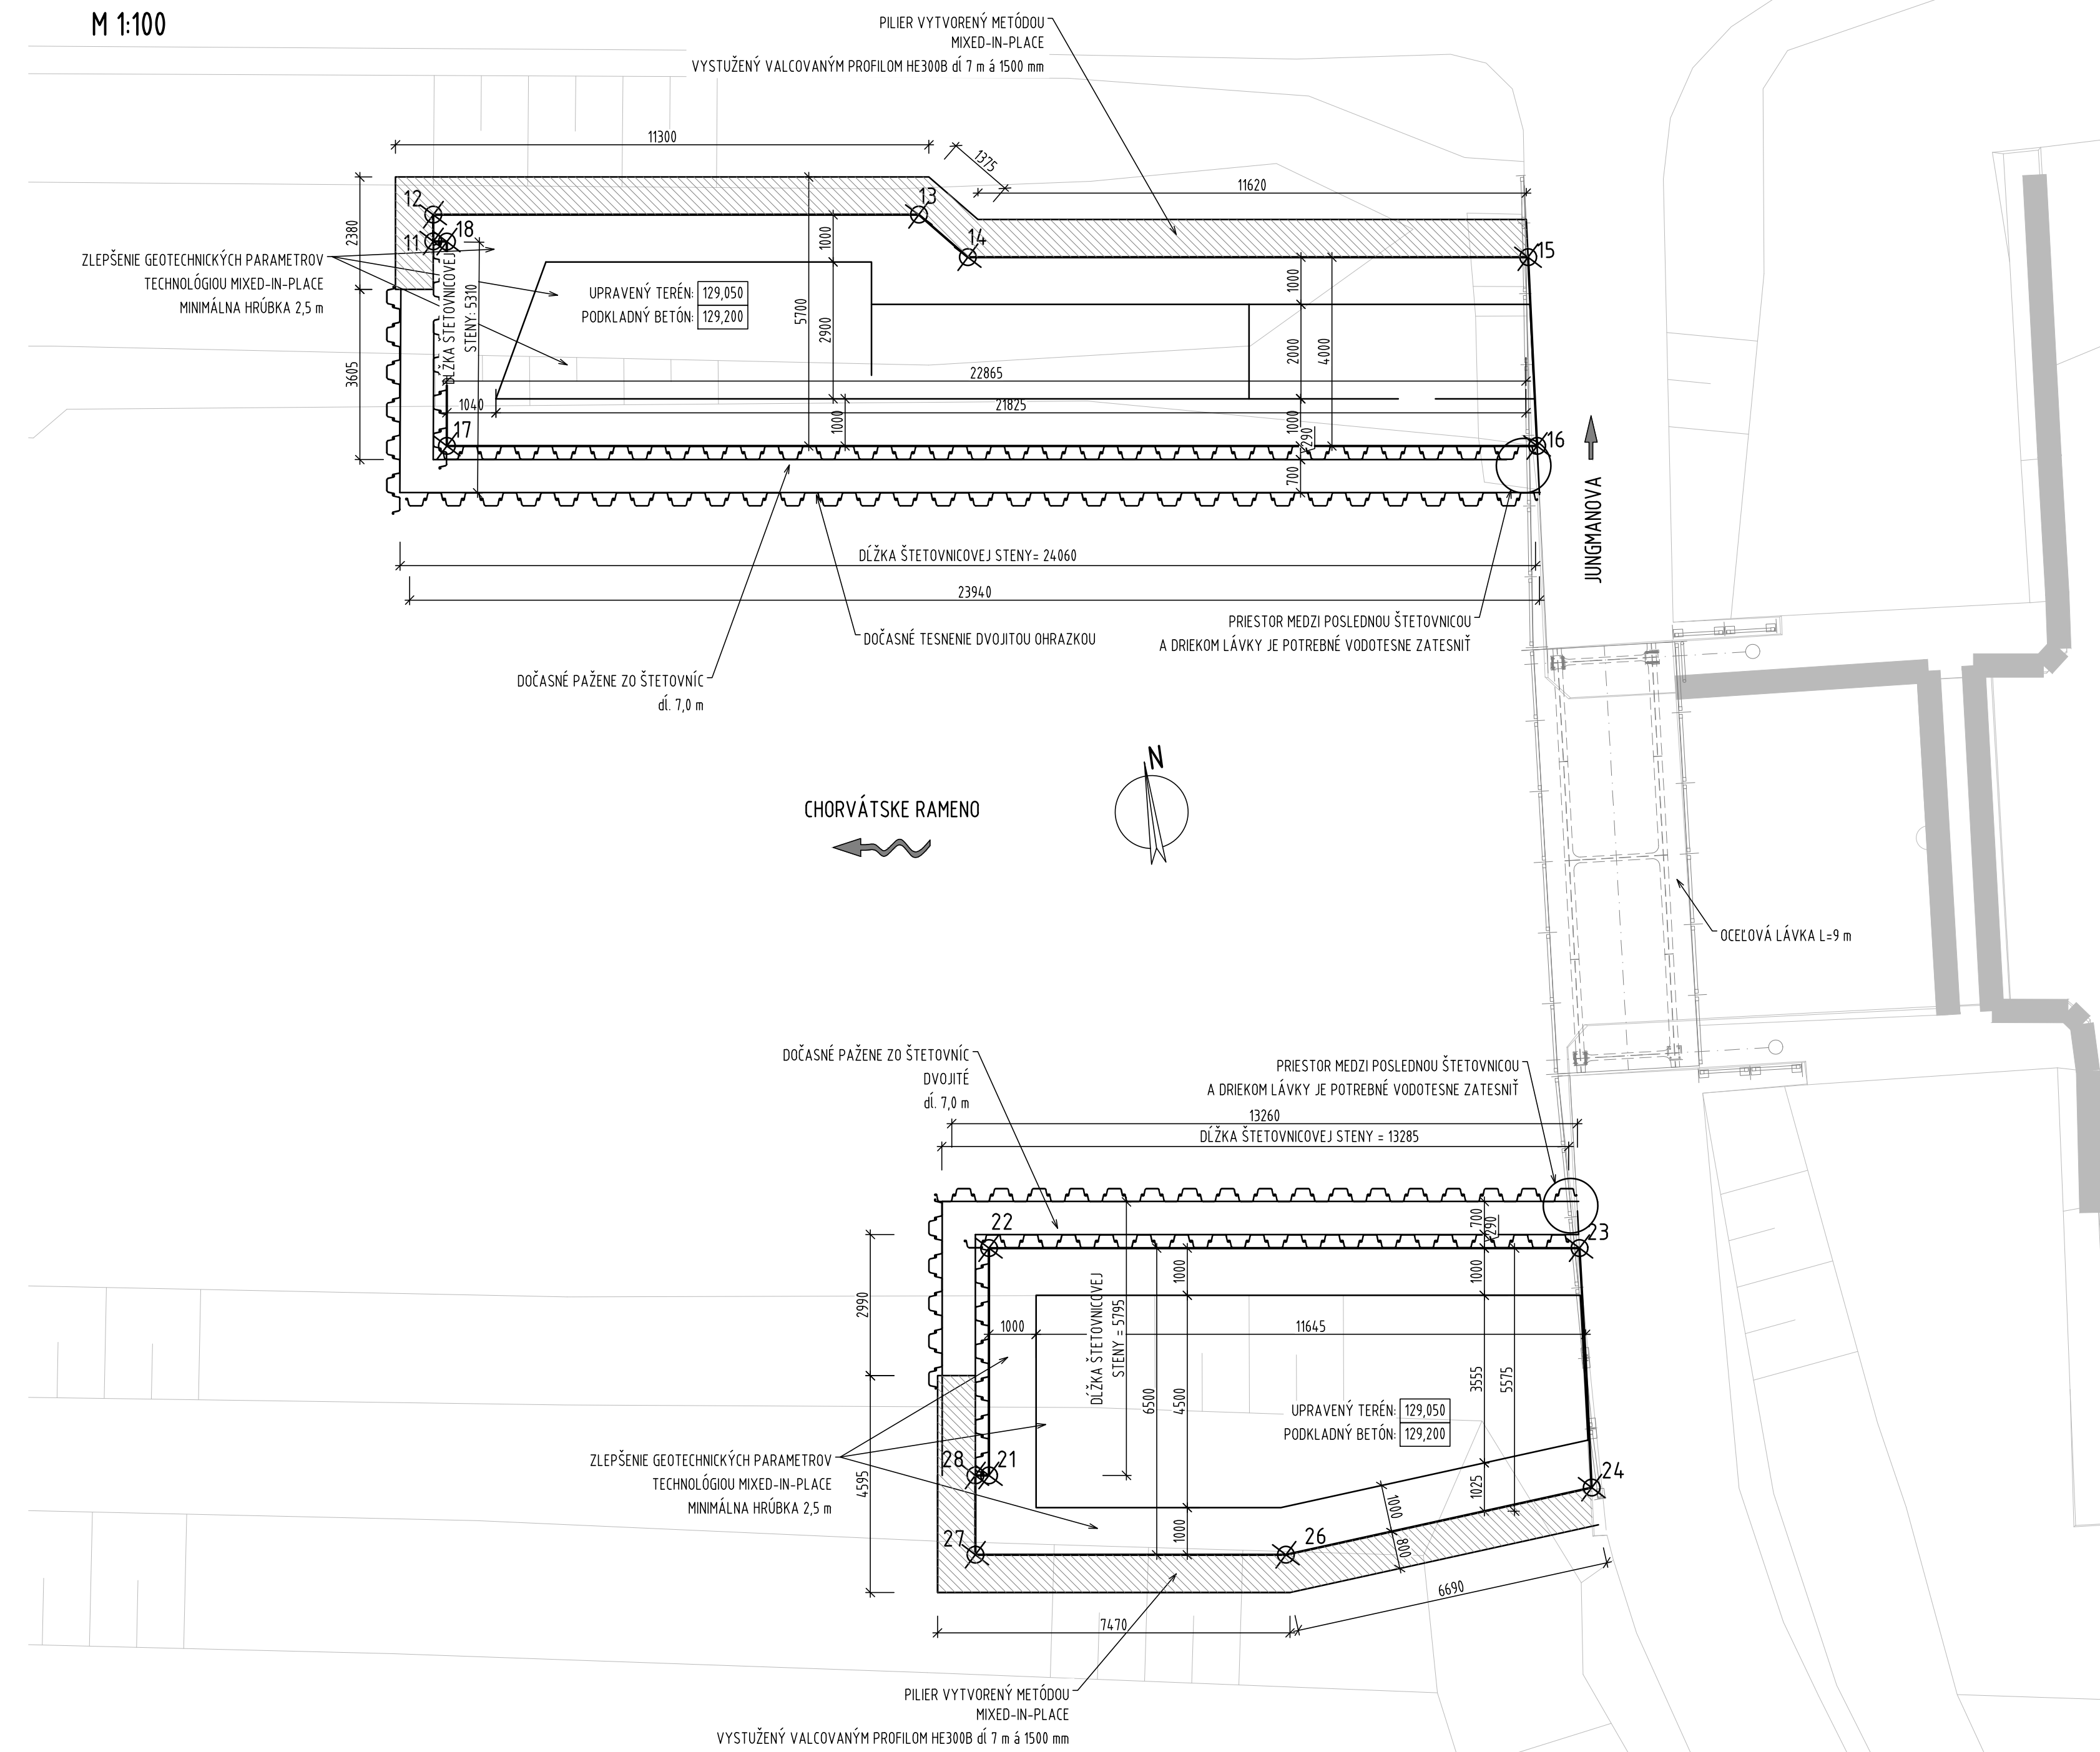 M 1:100
PILIER VYTVORENÝ METÓDOU
MIXED-IN-PLACE
VYSTUŽENÝ VALCOVANÝM PROFILOM HE300B dĺ 7 m á 1500 mm
11300
1375
11620
12
13
2380
11
18
14
15
1000
1000
ZLEPŠENIE GEOTECHNICKÝCH PARAMETROV
TECHNOLÓGIOU MIXED-IN-PLACE
MINIMÁLNA HRÚBKA 2,5 m
DĹŽKA ŠTETOVNICOVEJ
STENY: 5310
UPRAVENÝ TERÉN: 129,050
PODKLADNÝ BETÓN: 129,200
5700
2900
2000
4000
3605
22865
1040
21825
1000
1000
290
17
16
700
JUNGMANOVA
DĹŽKA ŠTETOVNICOVEJ STENY= 24060
23940
PRIESTOR MEDZI POSLEDNOU ŠTETOVNICOU
A DRIEKOM LÁVKY JE POTREBNÉ VODOTESNE ZATESNIŤ
DOČASNÉ TESNENIE DVOJITOU OHRAZKOU
DOČASNÉ PAŽENE ZO ŠTETOVNÍC
dĺ. 7,0 m
N
CHORVÁTSKE RAMENO
OCEĽOVÁ LÁVKA L=9 m
DOČASNÉ PAŽENE ZO ŠTETOVNÍC
DVOJITÉ
dĺ. 7,0 m
PRIESTOR MEDZI POSLEDNOU ŠTETOVNICOU
A DRIEKOM LÁVKY JE POTREBNÉ VODOTESNE ZATESNIŤ
13260
DĹŽKA ŠTETOVNICOVEJ STENY = 13285
22
700
290
23
2990
1000
1000
DĹŽKA ŠTETOVNICOVEJ
STENY = 5795
1000
11645
6500
4500
3555
5575
UPRAVENÝ TERÉN: 129,050
PODKLADNÝ BETÓN: 129,200
ZLEPŠENIE GEOTECHNICKÝCH PARAMETROV
TECHNOLÓGIOU MIXED-IN-PLACE
MINIMÁLNA HRÚBKA 2,5 m
28
21
4595
24
1025
1000
1000
800
27
26
6690
7470
PILIER VYTVORENÝ METÓDOU
MIXED-IN-PLACE
VYSTUŽENÝ VALCOVANÝM PROFILOM HE300B dĺ 7 m á 1500 mm